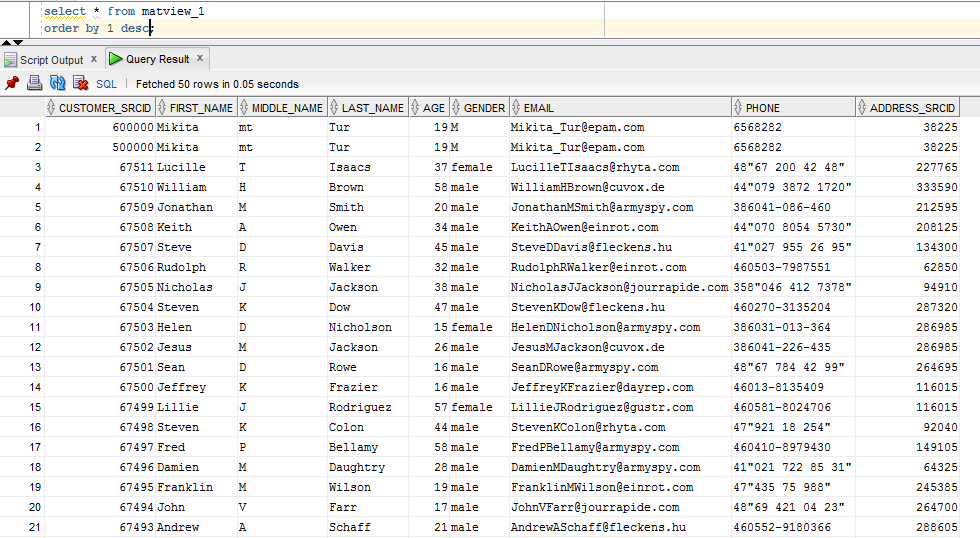 select * from matview_1
order by 1 desc;
Script Output x Query Result x
SQL Fetched 50 rows in 0.05 seconds
CUSTOMER_SRCID FIRST_NAME MIDDLE_NAME LAST_NAME AGE GENDER EMAIL PHONE ADDRESS_SRCID
1 600000 Mikita mt Tur 19 M Mikita_Tur@epam.com 6568282 38225
2 500000 Mikita mt Tur 19 M Mikita_Tur@epam.com 6568282 38225
3 67511 Lucille T Isaacs 37 female LucilleTIsaacs@rhyta.com 48"67 200 42 48" 227765
4 67510 William H Brown 58 male WilliamHBrown@cuvox.de 44"079 3872 1720" 333590
5 67509 Jonathan M Smith 20 male JonathanMSmith@armyspy.com 386041-086-460 212595
6 67508 Keith A Owen 34 male KeithAOwen@einrot.com 44"070 8054 5730" 208125
7 67507 Steve D Davis 45 male SteveDDavis@fleckens.hu 41"027 955 26 95" 134300
8 67506 Rudolph R Walker 32 male RudolphRWalker@einrot.com 460503-7987551 62850
9 67505 Nicholas J Jackson 38 male NicholasJJackson@jourrapide.com 358"046 412 7378" 94910
10 67504 Steven K Dow 47 male StevenKDow@fleckens.hu 460270-3135204 287320
11 67503 Helen D Nicholson 15 female HelenDNicholson@armyspy.com 386031-013-364 286985
12 67502 Jesus M Jackson 26 male JesusMJackson@cuvox.de 386041-226-435 286985
13 67501 Sean D Rowe 16 male SeanDRowe@armyspy.com 48"67 784 42 99" 264695
14 67500 Jeffrey K Frazier 16 male JeffreyKFrazier@dayrep.com 46013-8135409 116015
15 67499 Lillie J Rodriguez 57 female LillieJRodriguez@gustr.com 460581-8024706 116015
16 67498 Steven K Colon 44 male StevenKColon@rhyta.com 47"921 18 254" 92040
17 67497 Fred P Bellamy 58 male FredPBellamy@armyspy.com 460410-8979430 149105
18 67496 Damien M Daughtry 28 male DamienMDaughtry@armyspy.com 41"021 722 85 31" 64325
19 67495 Franklin M Wilson 19 male FranklinMWilson@einrot.com 47"435 75 988" 245385
20 67494 John V Farr 17 male JohnVFarr@jourrapide.com 48"69 421 04 23" 264700
21 67493 Andrew A Schaff 21 male AndrewASchaff@fleckens.hu 460552-9180366 288605